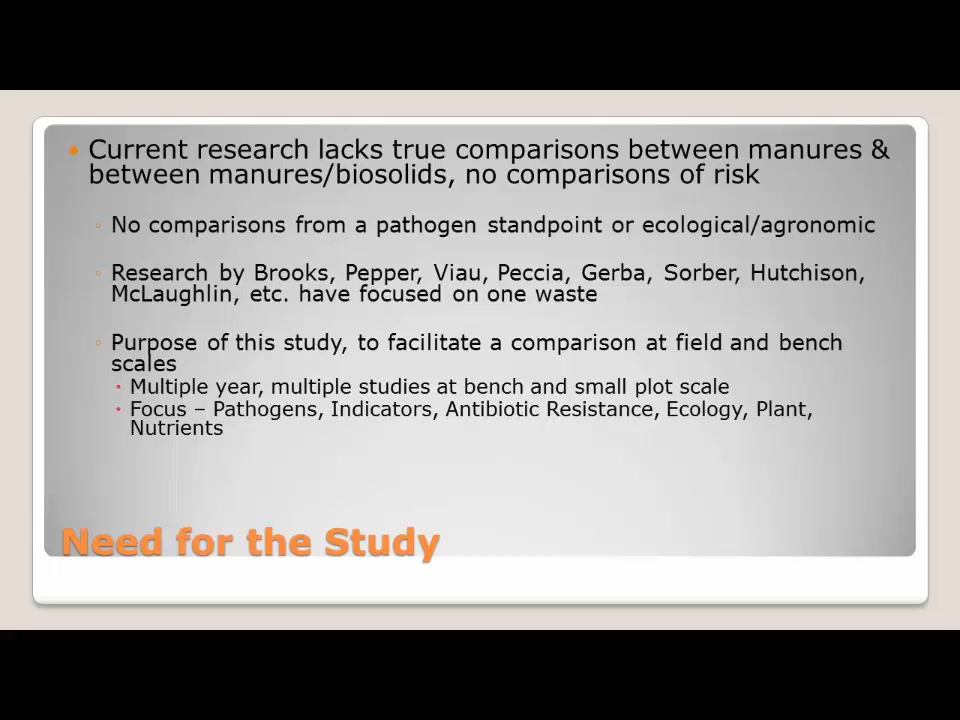 Current research lacks true comparisons between manures &
between manures/biosolids, no comparisons of risk
No comparisons from a pathogen standpoint or ecological/agronomic
Research by Brooks, Pepper, Viau, Peccia, Gerba, Sorber, Hutchison,
McLaughlin, etc. have focused on one waste
Purpose of this study, to facilitate a comparison at field and bench
scales
Multiple year, multiple studies at bench and small plot scale
Focus – Pathogens, Indicators, Antibiotic Resistance, Ecology, Plant,
Nutrients
Need for the Study